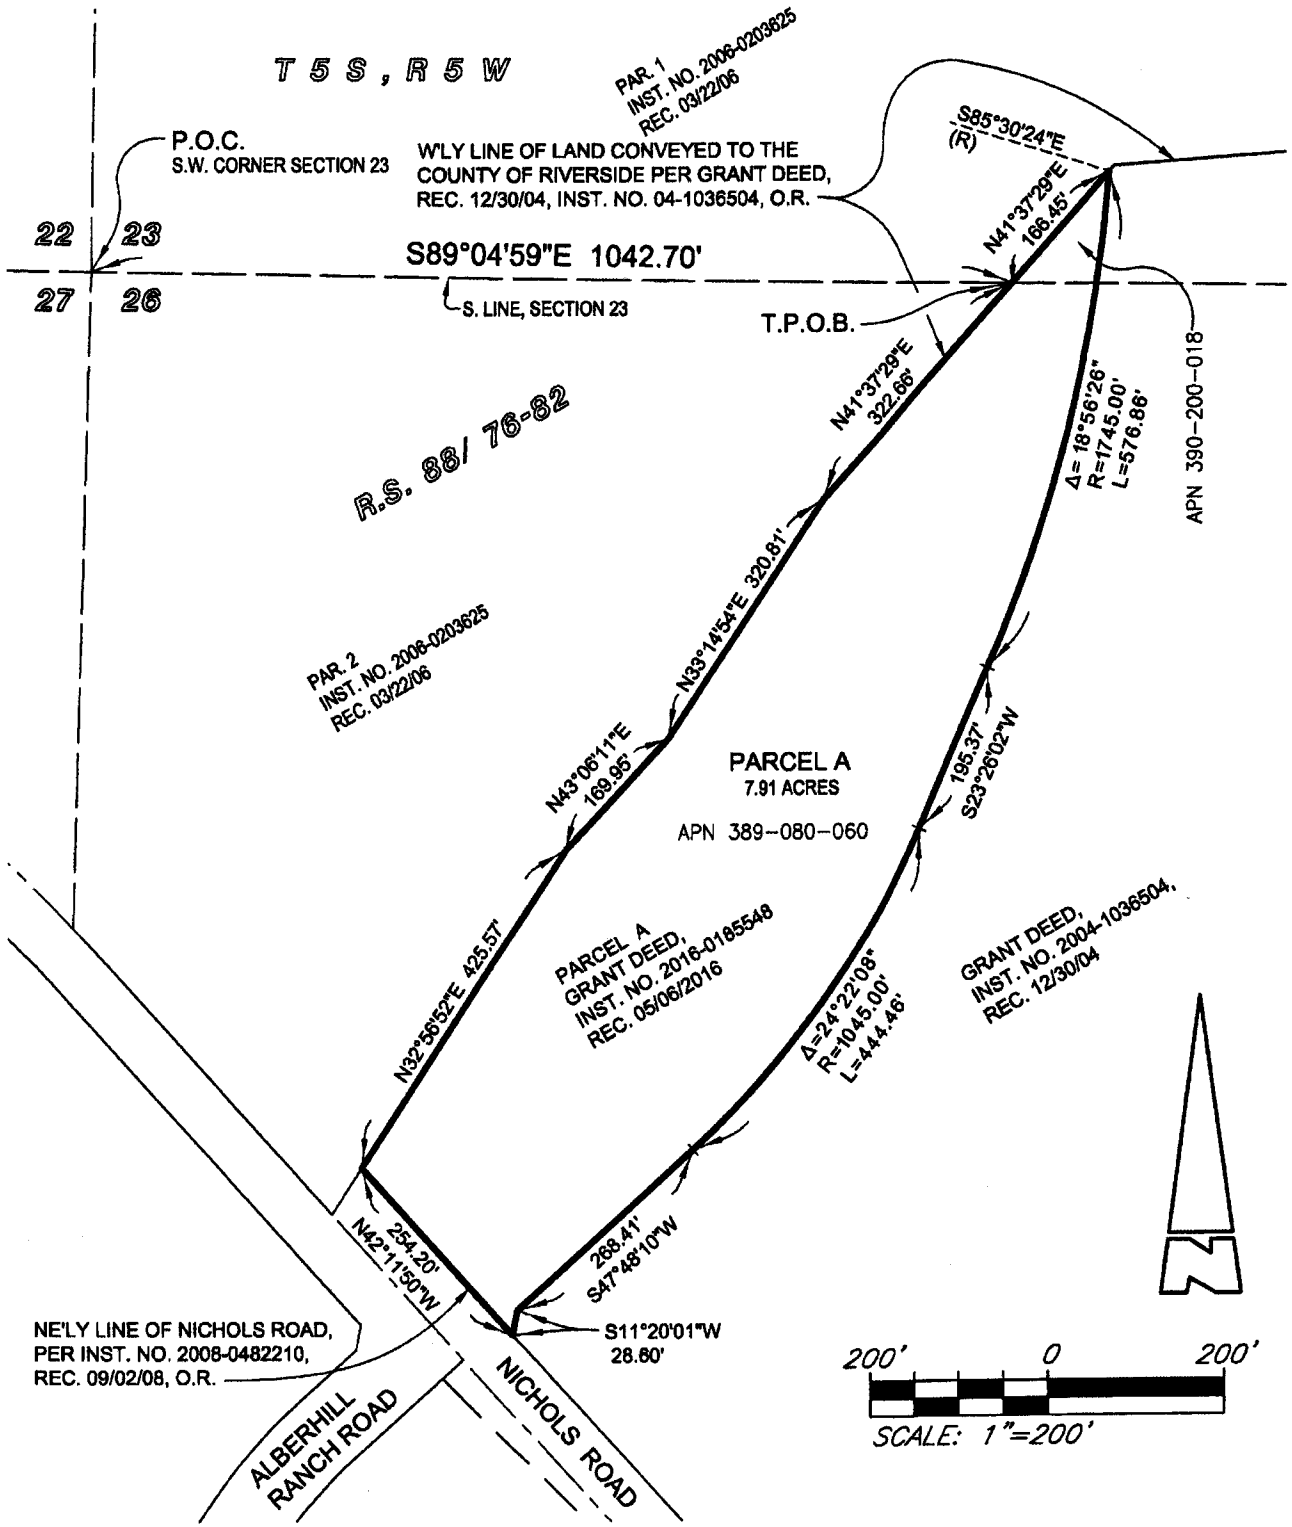 T 5 S, R 5 W
PAR. 1
INST. NO. 2006-0203625
REC. 03/22/06
P.O.C.
S.W. CORNER SECTION 23
W'LY LINE OF LAND CONVEYED TO THE
COUNTY OF RIVERSIDE PER GRANT DEED,
REC. 12/30/04, INST. NO. 04-1036504, O.R.
S85°30'24"E
(R)
N41°37'29"E
166.45'
22
23
27
26
S89°04'59"E 1042.70'
S. LINE, SECTION 23
T.P.O.B.
APN 390-200-018
N41°37'29"E
322.66'
Δ= 18°56'26"
R=1745.00'
L=576.86'
R.S. 88/ 76-82
N33°14'54"E 320.81'
PAR. 2
INST. NO. 2006-0203625
REC. 03/22/06
N43°06'11"E
169.95'
PARCEL A
7.91 ACRES
APN 389-080-060
195.37'
S23°26'02"W
N32°56'52"E 425.57'
PARCEL A
GRANT DEED,
INST. NO. 2016-0185548
REC. 05/06/2016
GRANT DEED,
INST. NO. 2004-1036504,
REC. 12/30/04
Δ=24°22'08"
R=1045.00'
L=444.46'
254.20'
N42°11'50"W
268.41'
S47°48'10"W
S11°20'01"W
28.60'
NE'LY LINE OF NICHOLS ROAD,
PER INST. NO. 2008-0482210,
REC. 09/02/08, O.R.
ALBERHILL
RANCH ROAD
NICHOLS ROAD
N
200' 0 200'
SCALE: 1"=200'